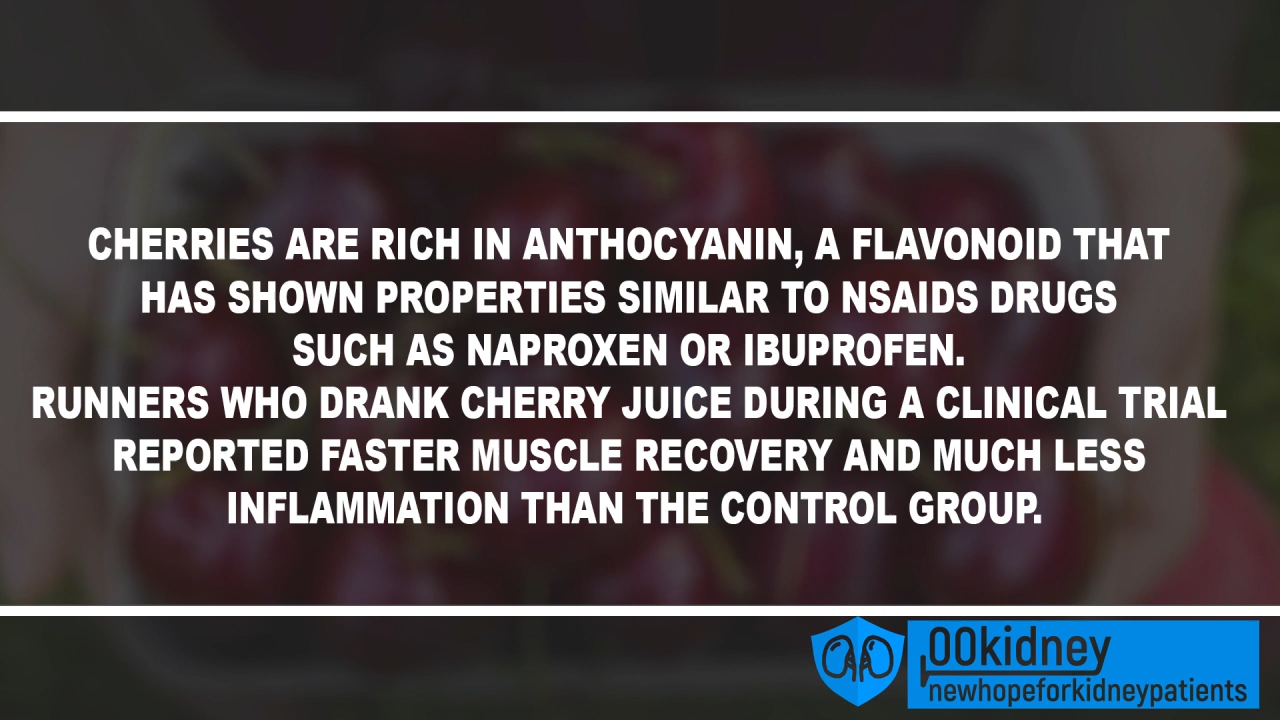 CHERRIES ARE RICH IN ANTHOCYANIN, A FLAVONOID THAT
HAS SHOWN PROPERTIES SIMILAR TO NSAIDS DRUGS
SUCH AS NAPROXEN OR IBUPROFEN.
RUNNERS WHO DRANK CHERRY JUICE DURING A CLINICAL TRIAL
REPORTED FASTER MUSCLE RECOVERY AND MUCH LESS
INFLAMMATION THAN THE CONTROL GROUP.
00kidney
newhopeforkidneypatients